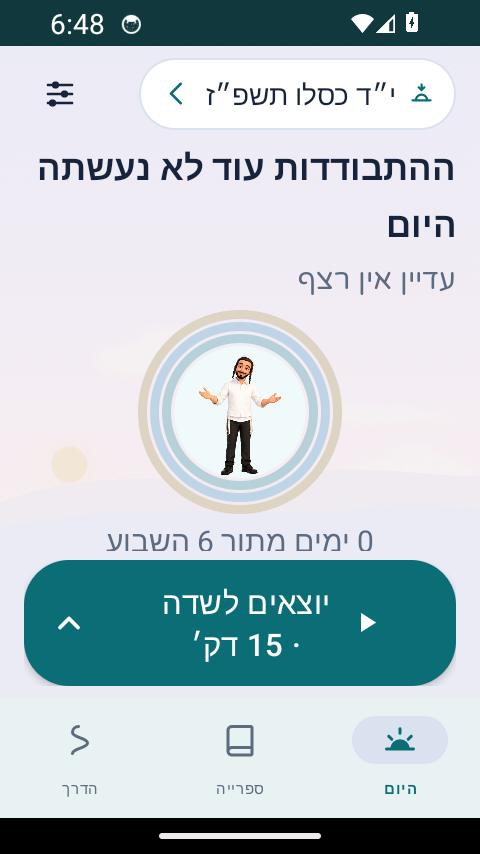 6:48
י״ד כסלו תשפ״ז
ההתבודדות עוד לא נעשתה
היום
עדיין אין רצף
0 ימים מתוך 6 השבוע
יוצאים לשדה
· 15 דק׳
היום
ספרייה
הדרך